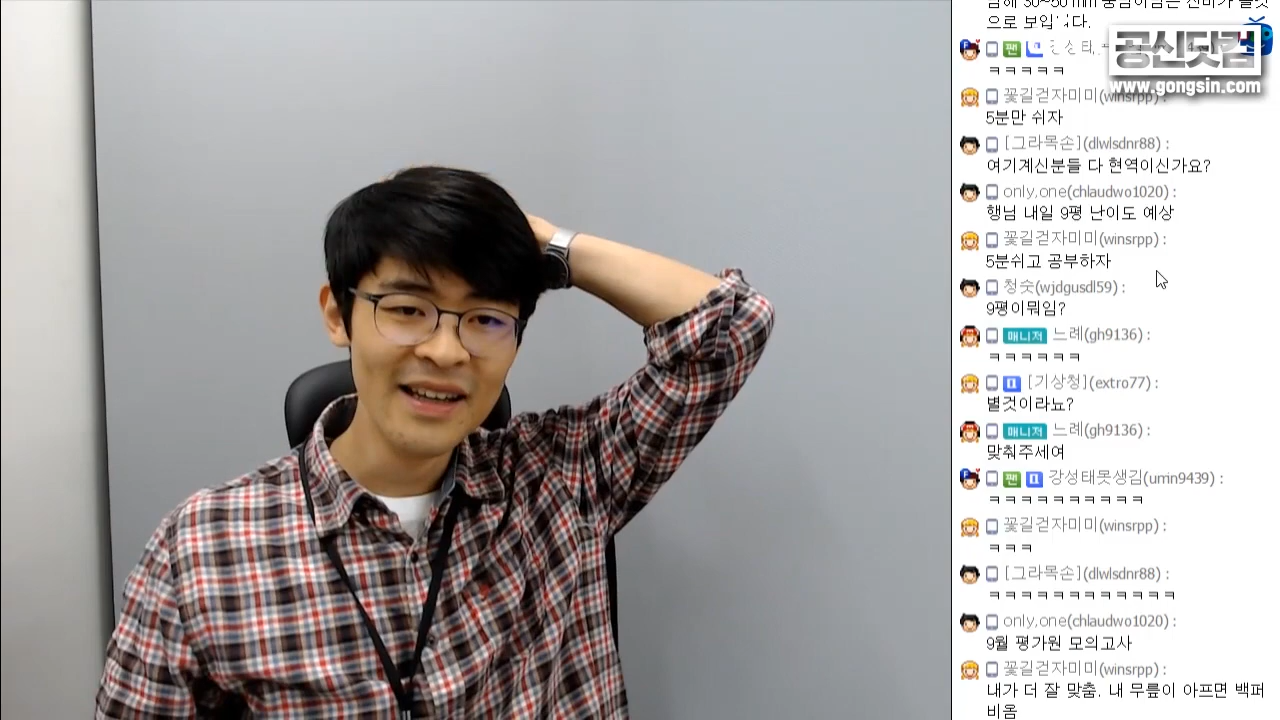 으로 보입니다.
ㅋㅋㅋㅋㅋ
공신닷컴
www.gongsin.com
꽃길걷자미미(winsrpp) :
5분만 쉬자
[그라목손](dlwlsdnr88) :
여기계신분들 다 현역이신가요?
only,one(chlaudwo1020) :
행님 내일 9평 난이도 예상
꽃길걷자미미(winsrpp) :
5분쉬고 공부하자
청숫(wjdgusdl59) :
9평이뭐임?
매니저 느례(gh9136) :
ㅋㅋㅋㅋㅋㅋ
[기상청](extro77) :
별것이라뇨?
매니저 느례(gh9136) :
맞춰주세여
팬 강성태못생김(umin9439) :
ㅋㅋㅋㅋㅋㅋㅋㅋㅋㅋ
꽃길걷자미미(winsrpp) :
ㅋㅋㅋ
[그라목손](dlwlsdnr88) :
ㅋㅋㅋㅋㅋㅋㅋㅋㅋㅋㅋㅋ
only,one(chlaudwo1020) :
9월 평가원 모의고사
꽃길걷자미미(winsrpp) :
내가 더 잘 맞춤. 내 무릎이 아프면 백퍼
비옴